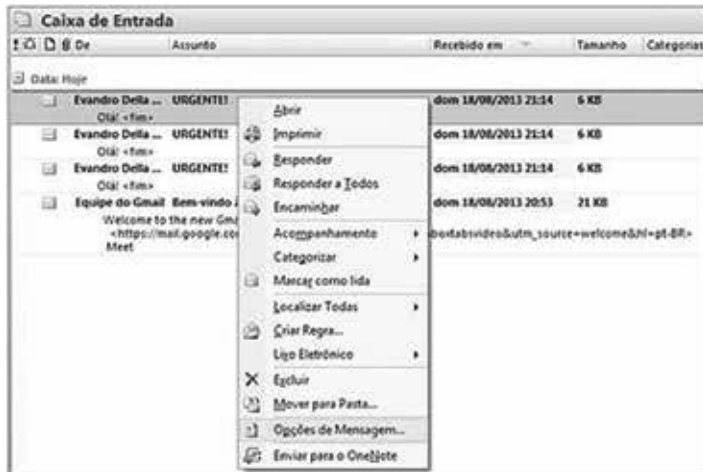 Caixa de Entrada
De Assunto Recebido em Tamanho Categorias
Data: Hoje
Evandro Della ... URGENTE! dom 18/08/2013 21:14 6 KB
Olá! <fim>
Evandro Della ... URGENTE! dom 18/08/2013 21:14 6 KB
Olá! <fim>
Evandro Della ... URGENTE! dom 18/08/2013 21:14 6 KB
Olá! <fim>
Equipe do Gmail Bem-vindo dom 18/08/2013 20:53 21 KB
Welcome to the new
<https://mail.google.co boxtabsvideo&utm_source=welcome&hl=pt-BR>
Meet
Abrir
Imprimir
Responder
Responder a Todos
Encaminhar
Acompanhamento
Categorizar
Marcar como lida
Localizar Todas
Criar Regra...
Lixo Eletrônico
Excluir
Mover para Pasta...
Opções de Mensagem...
Enviar para o OneNote